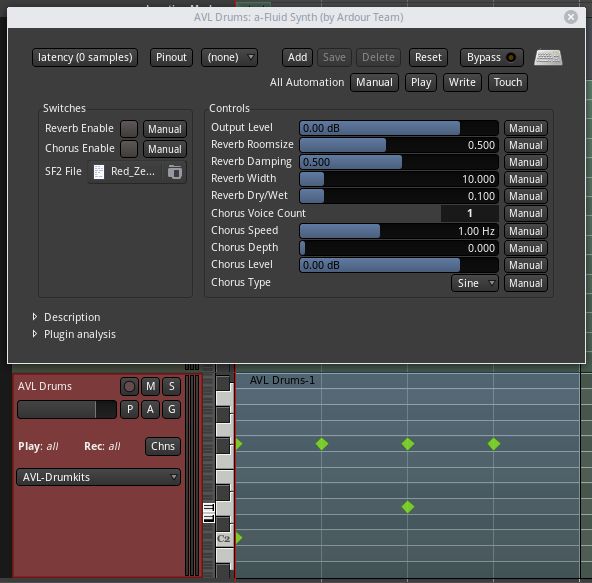 AVL Drums: a-Fluid Synth (by Ardour Team)
latency (0 samples) Pinout (none) Add Save Delete Reset Bypass
All Automation Manual Play Write Touch
Switches
Reverb Enable Manual
Chorus Enable Manual
SF2 File Red_Ze...
Controls
Output Level 0.00 dB Manual
Reverb Roomsize 0.500 Manual
Reverb Damping 0.500 Manual
Reverb Width 10.000 Manual
Reverb Dry/Wet 0.100 Manual
Chorus Voice Count 1 Manual
Chorus Speed 1.00 Hz Manual
Chorus Depth 0.000 Manual
Chorus Level 0.00 dB Manual
Chorus Type Sine Manual
Description
Plugin analysis
AVL Drums M S
P A G
Play: all Rec: all Chns
AVL-Drumkits
AVL Drums-1
C2